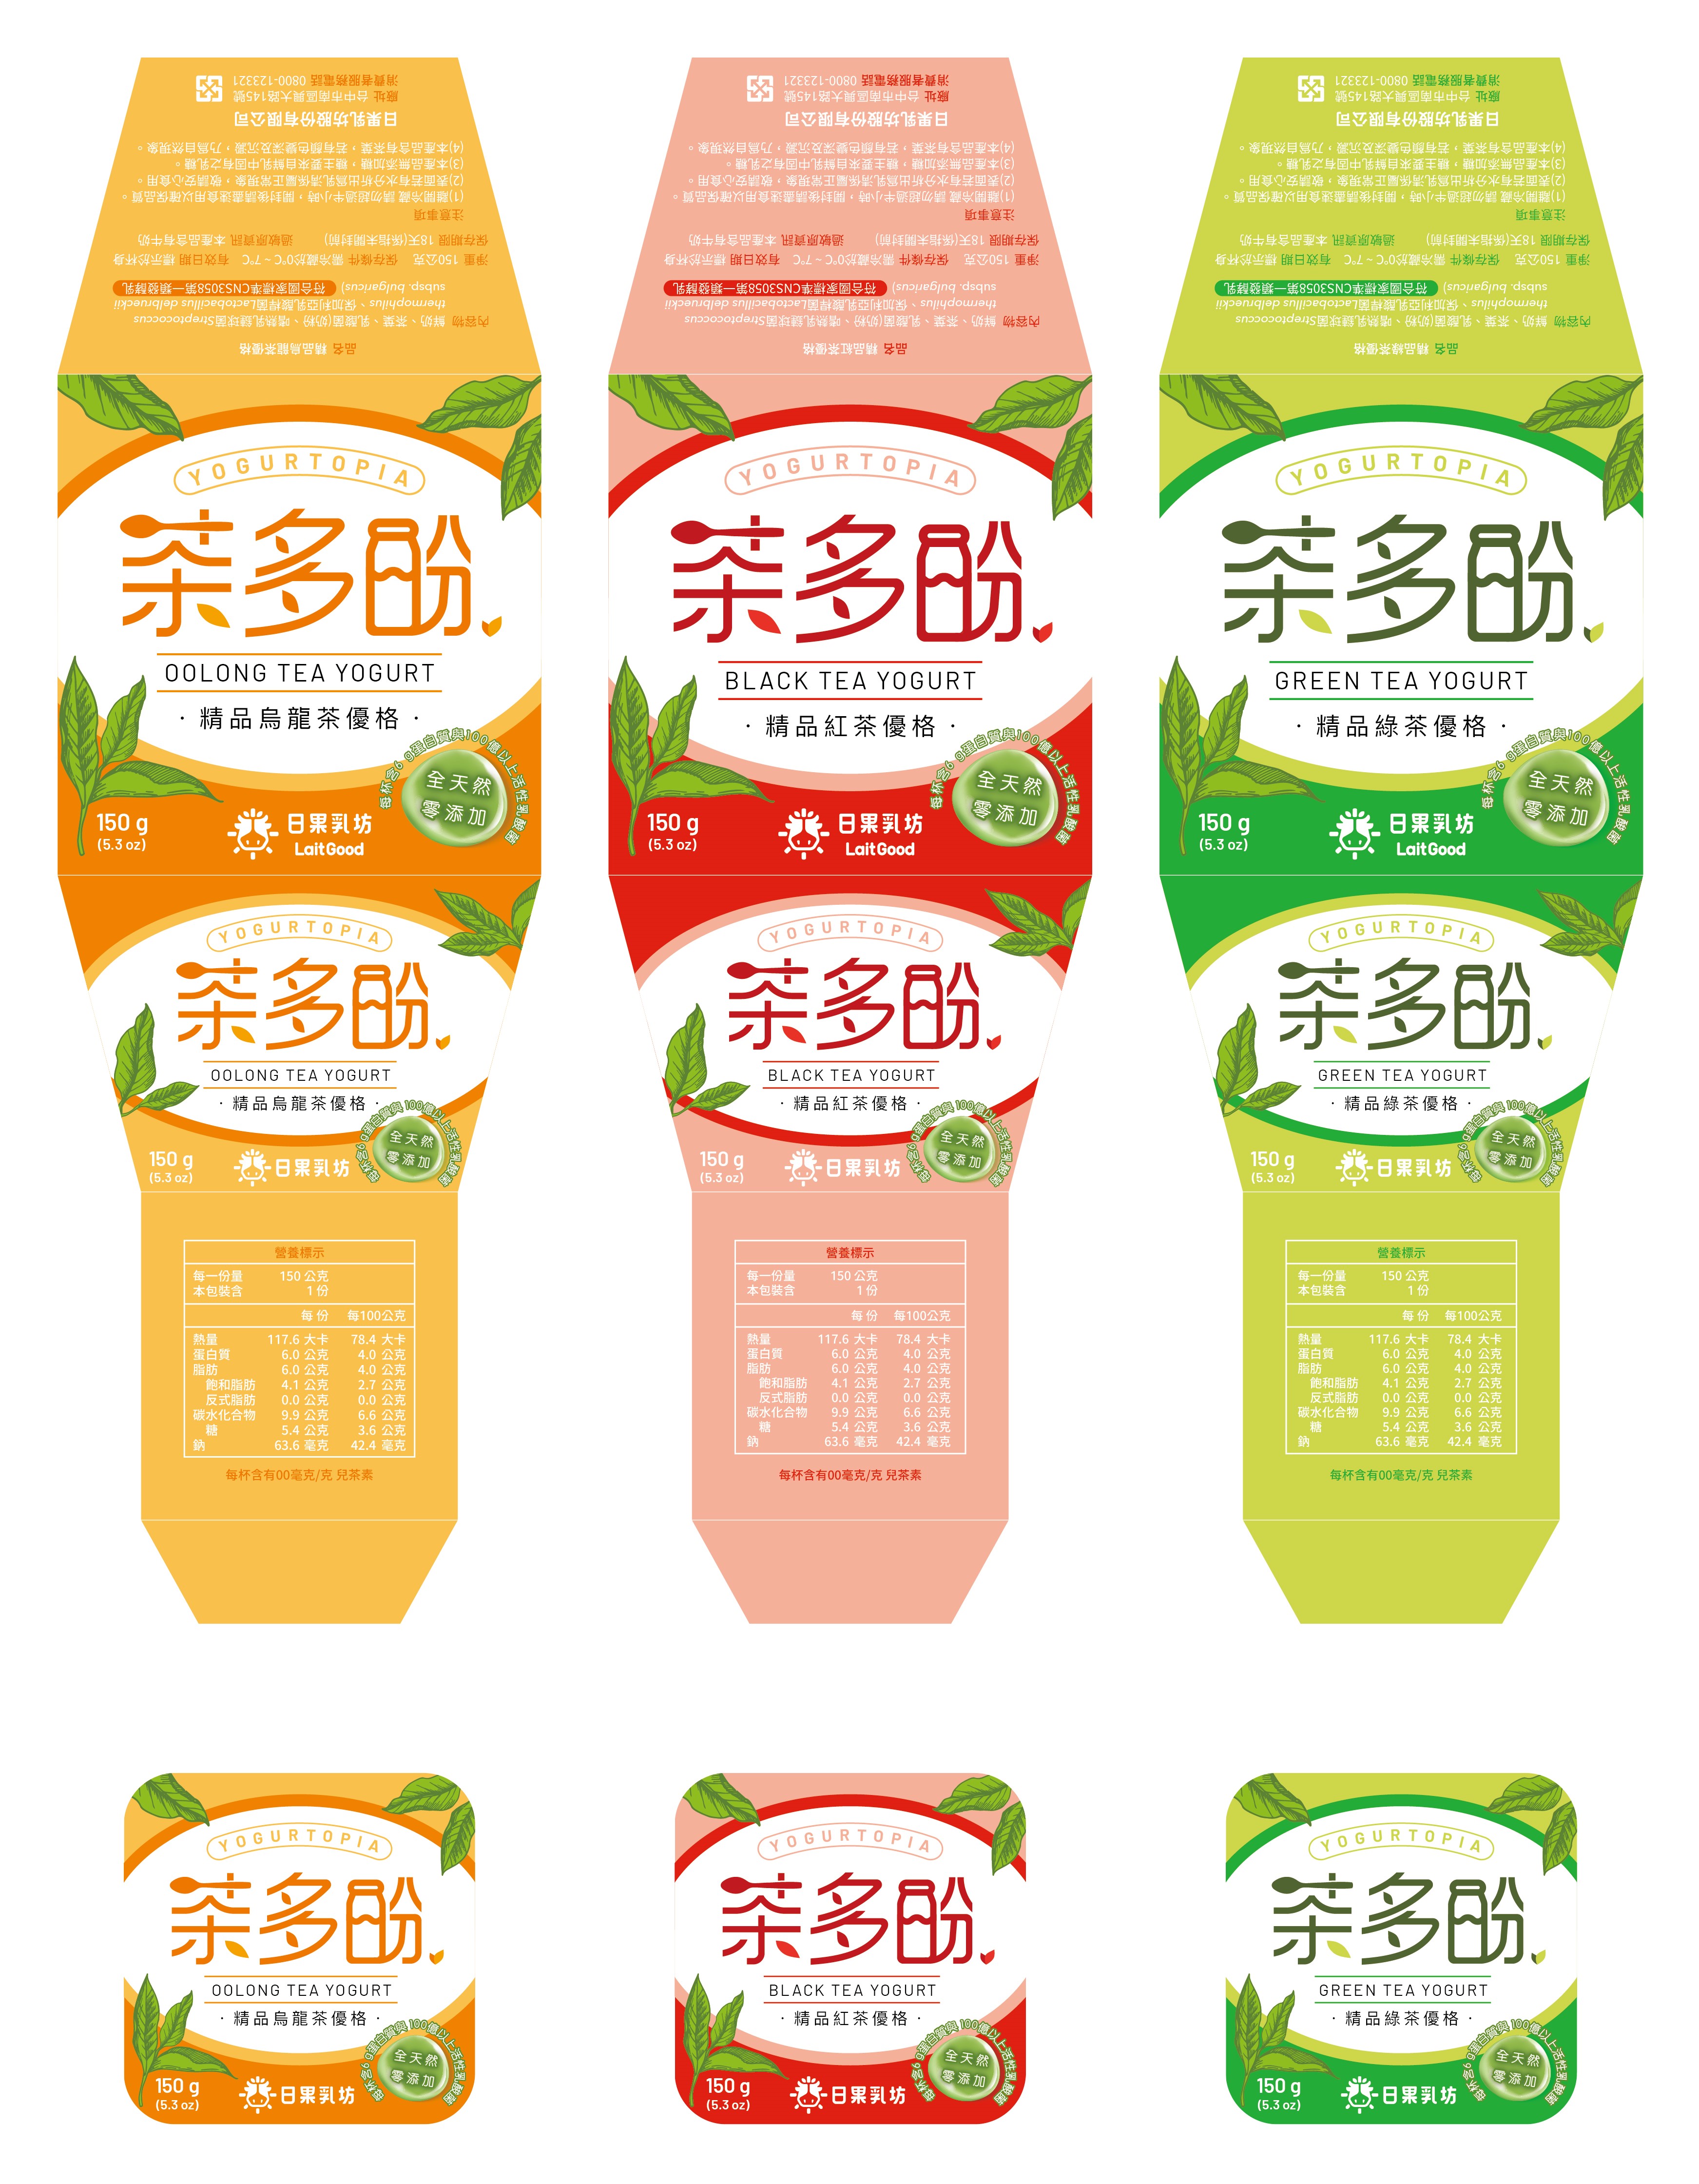 品名 精品烏龍茶優格
內容物 鮮奶、茶葉、乳酸菌(奶粉、嗜熱乳鏈球菌Streptococcus
thermophilus、保加利亞乳酸桿菌Lactobacillus delbrueckii
subsp. bulgaricus) 符合國家標準CNS3058第一類發酵乳
淨重 150公克 保存條件 需冷藏於0°C ~ 7°C 有效日期 標示於杯身
保存期限 18天(係指未開封前) 過敏原資訊 本產品含有牛奶
注意事項
(1)離開冷藏 請勿超過半小時，開封後請盡速食用以確保品質。
(2)表面若有水分析出為乳清係屬正常現象，敬請安心食用。
(3)本產品無添加糖，糖主要來自鮮乳中固有之乳糖。
(4)本產品含有茶葉，若有顏色變深及沉澱，乃為自然現象。
日果乳坊股份有限公司
廠址 台中市南區興大路145號
消費者服務電話 0800-123321
YOGURTOPIA
茶多酚
OOLONG TEA YOGURT
·精品烏龍茶優格·
每杯含6 g蛋白質與100億以上活性乳酸菌
全天然
零添加
150 g
(5.3 oz)
日果乳坊
LaitGood
YOGURTOPIA
茶多酚
OOLONG TEA YOGURT
·精品烏龍茶優格·
每杯含6 g蛋白質與100億以上活性乳酸菌
全天然
零添加
150 g
(5.3 oz)
日果乳坊
營養標示
每一份量 150 公克
本包裝含 1 份
每 份 每100公克
熱量 117.6 大卡 78.4 大卡
蛋白質 6.0 公克 4.0 公克
脂肪 6.0 公克 4.0 公克
飽和脂肪 4.1 公克 2.7 公克
反式脂肪 0.0 公克 0.0 公克
碳水化合物 9.9 公克 6.6 公克
糖 5.4 公克 3.6 公克
鈉 63.6 毫克 42.4 毫克
每杯含有00毫克/克 兒茶素
品名 精品紅茶優格
內容物 鮮奶、茶葉、乳酸菌(奶粉、嗜熱乳鏈球菌Streptococcus
thermophilus、保加利亞乳酸桿菌Lactobacillus delbrueckii
subsp. bulgaricus) 符合國家標準CNS3058第一類發酵乳
淨重 150公克 保存條件 需冷藏於0°C ~ 7°C 有效日期 標示於杯身
保存期限 18天(係指未開封前) 過敏原資訊 本產品含有牛奶
注意事項
(1)離開冷藏 請勿超過半小時，開封後請盡速食用以確保品質。
(2)表面若有水分析出為乳清係屬正常現象，敬請安心食用。
(3)本產品無添加糖，糖主要來自鮮乳中固有之乳糖。
(4)本產品含有茶葉，若有顏色變深及沉澱，乃為自然現象。
日果乳坊股份有限公司
廠址 台中市南區興大路145號
消費者服務電話 0800-123321
YOGURTOPIA
茶多酚
BLACK TEA YOGURT
·精品紅茶優格·
每杯含6 g蛋白質與100億以上活性乳酸菌
全天然
零添加
150 g
(5.3 oz)
日果乳坊
LaitGood
YOGURTOPIA
茶多酚
BLACK TEA YOGURT
·精品紅茶優格·
每杯含6 g蛋白質與100億以上活性乳酸菌
全天然
零添加
150 g
(5.3 oz)
日果乳坊
營養標示
每一份量 150 公克
本包裝含 1 份
每 份 每100公克
熱量 117.6 大卡 78.4 大卡
蛋白質 6.0 公克 4.0 公克
脂肪 6.0 公克 4.0 公克
飽和脂肪 4.1 公克 2.7 公克
反式脂肪 0.0 公克 0.0 公克
碳水化合物 9.9 公克 6.6 公克
糖 5.4 公克 3.6 公克
鈉 63.6 毫克 42.4 毫克
每杯含有00毫克/克 兒茶素
品名 精品綠茶優格
內容物 鮮奶、茶葉、乳酸菌(奶粉、嗜熱乳鏈球菌Streptococcus
thermophilus、保加利亞乳酸桿菌Lactobacillus delbrueckii
subsp. bulgaricus) 符合國家標準CNS3058第一類發酵乳
淨重 150公克 保存條件 需冷藏於0°C ~ 7°C 有效日期 標示於杯身
保存期限 18天(係指未開封前) 過敏原資訊 本產品含有牛奶
注意事項
(1)離開冷藏 請勿超過半小時，開封後請盡速食用以確保品質。
(2)表面若有水分析出為乳清係屬正常現象，敬請安心食用。
(3)本產品無添加糖，糖主要來自鮮乳中固有之乳糖。
(4)本產品含有茶葉，若有顏色變深及沉澱，乃為自然現象。
日果乳坊股份有限公司
廠址 台中市南區興大路145號
消費者服務電話 0800-123321
YOGURTOPIA
茶多酚
GREEN TEA YOGURT
·精品綠茶優格·
每杯含6 g蛋白質與100億以上活性乳酸菌
全天然
零添加
150 g
(5.3 oz)
日果乳坊
LaitGood
YOGURTOPIA
茶多酚
GREEN TEA YOGURT
·精品綠茶優格·
每杯含6 g蛋白質與100億以上活性乳酸菌
全天然
零添加
150 g
(5.3 oz)
日果乳坊
營養標示
每一份量 150 公克
本包裝含 1 份
每 份 每100公克
熱量 117.6 大卡 78.4 大卡
蛋白質 6.0 公克 4.0 公克
脂肪 6.0 公克 4.0 公克
飽和脂肪 4.1 公克 2.7 公克
反式脂肪 0.0 公克 0.0 公克
碳水化合物 9.9 公克 6.6 公克
糖 5.4 公克 3.6 公克
鈉 63.6 毫克 42.4 毫克
每杯含有00毫克/克 兒茶素
YOGURTOPIA
茶多酚
OOLONG TEA YOGURT
·精品烏龍茶優格·
每杯含6 g蛋白質與100億以上活性乳酸菌
全天然
零添加
150 g
(5.3 oz)
日果乳坊
YOGURTOPIA
茶多酚
BLACK TEA YOGURT
·精品紅茶優格·
每杯含6 g蛋白質與100億以上活性乳酸菌
全天然
零添加
150 g
(5.3 oz)
日果乳坊
YOGURTOPIA
茶多酚
GREEN TEA YOGURT
·精品綠茶優格·
每杯含6 g蛋白質與100億以上活性乳酸菌
全天然
零添加
150 g
(5.3 oz)
日果乳坊